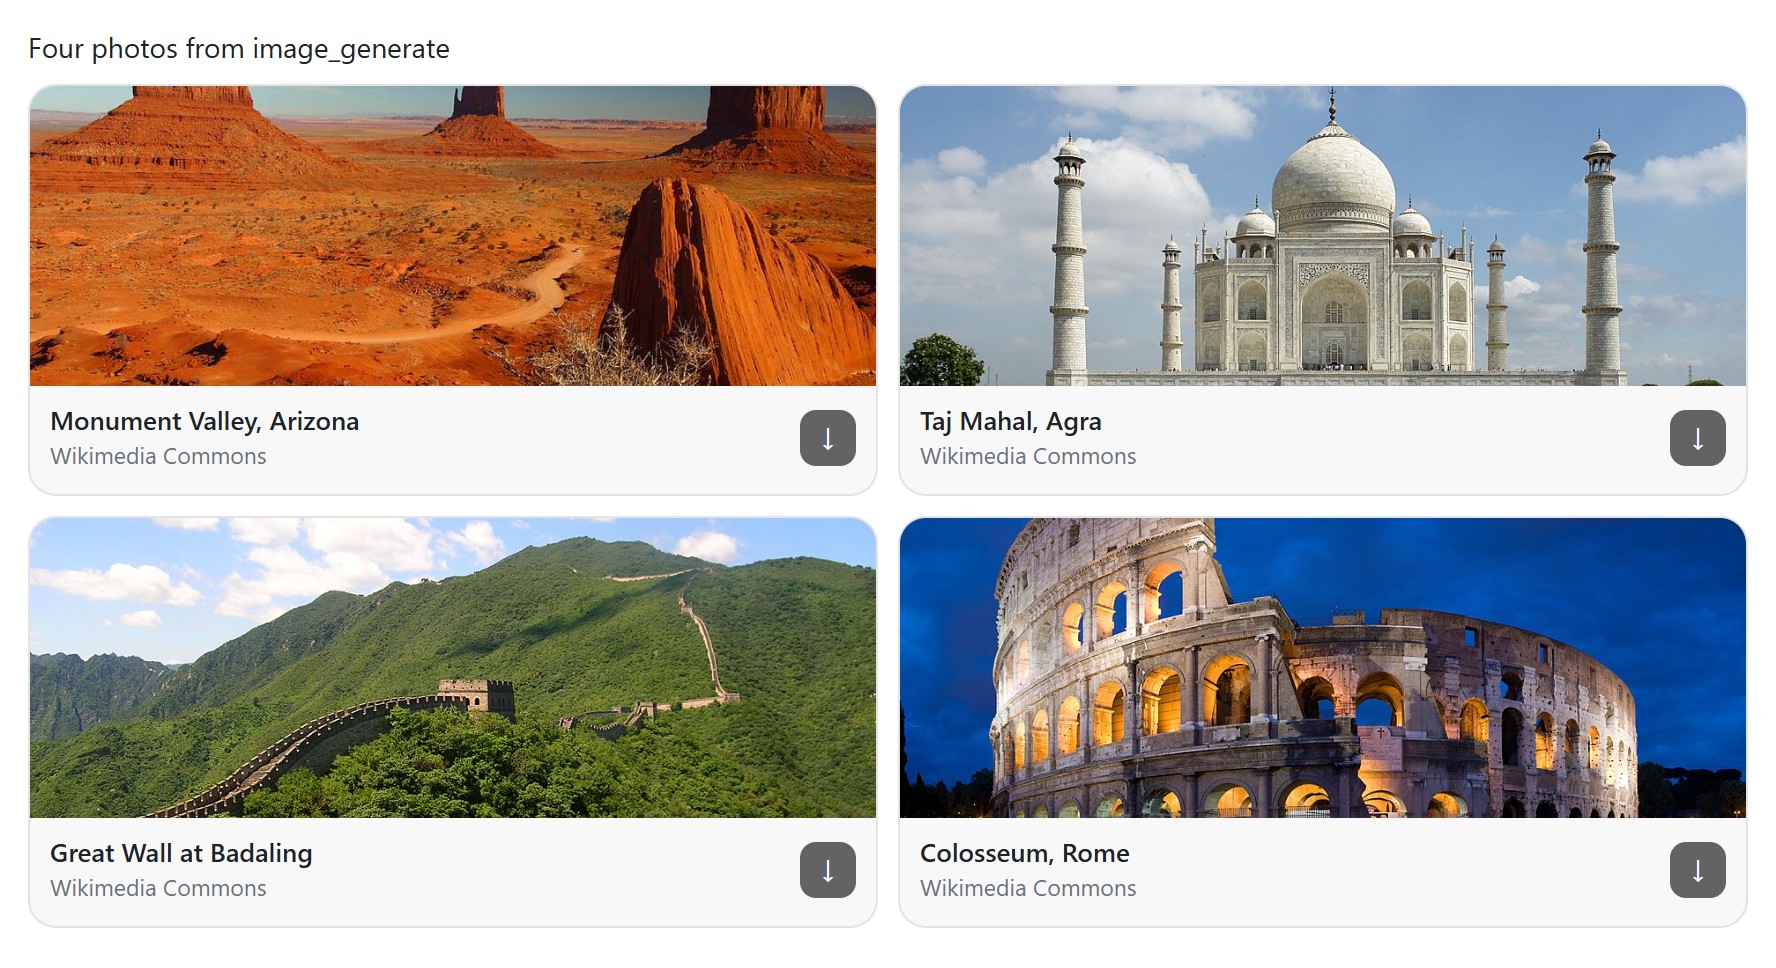 Four photos from image_generate
Monument Valley, Arizona
Wikimedia Commons
↓
Taj Mahal, Agra
Wikimedia Commons
↓
Great Wall at Badaling
Wikimedia Commons
↓
Colosseum, Rome
Wikimedia Commons
↓